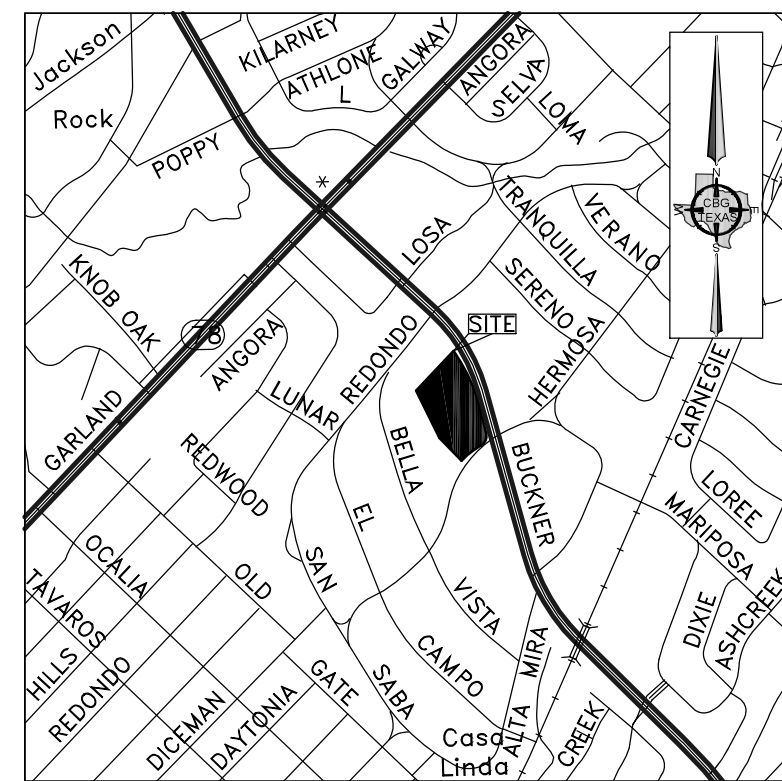 Jackson
KILARNEY
GALWAY
ANGORA
ATHLONE
L
SELVA
LOMA
Rock
POPPY
*
N
W
CBG
TEXAS
E
S
TRANQUILLA
VERANO
LOSA
KNOB OAK
SERENO
78
SITE
ANGORA
REDONDO
HERMOSA
CARNEGIE
LUNAR
GARLAND
BELLA
BUCKNER
REDWOOD
LOREE
EL
MARIPOSA
OCALIA
SAN
OLD
TAVAROS
VISTA
DIXIE
ASHCREEK
HILLS
REDONDO
CAMPO
MIRA
GATE
SABA
DICEMAN
DAYTONIA
ALTA
CREEK
Casa
Linda